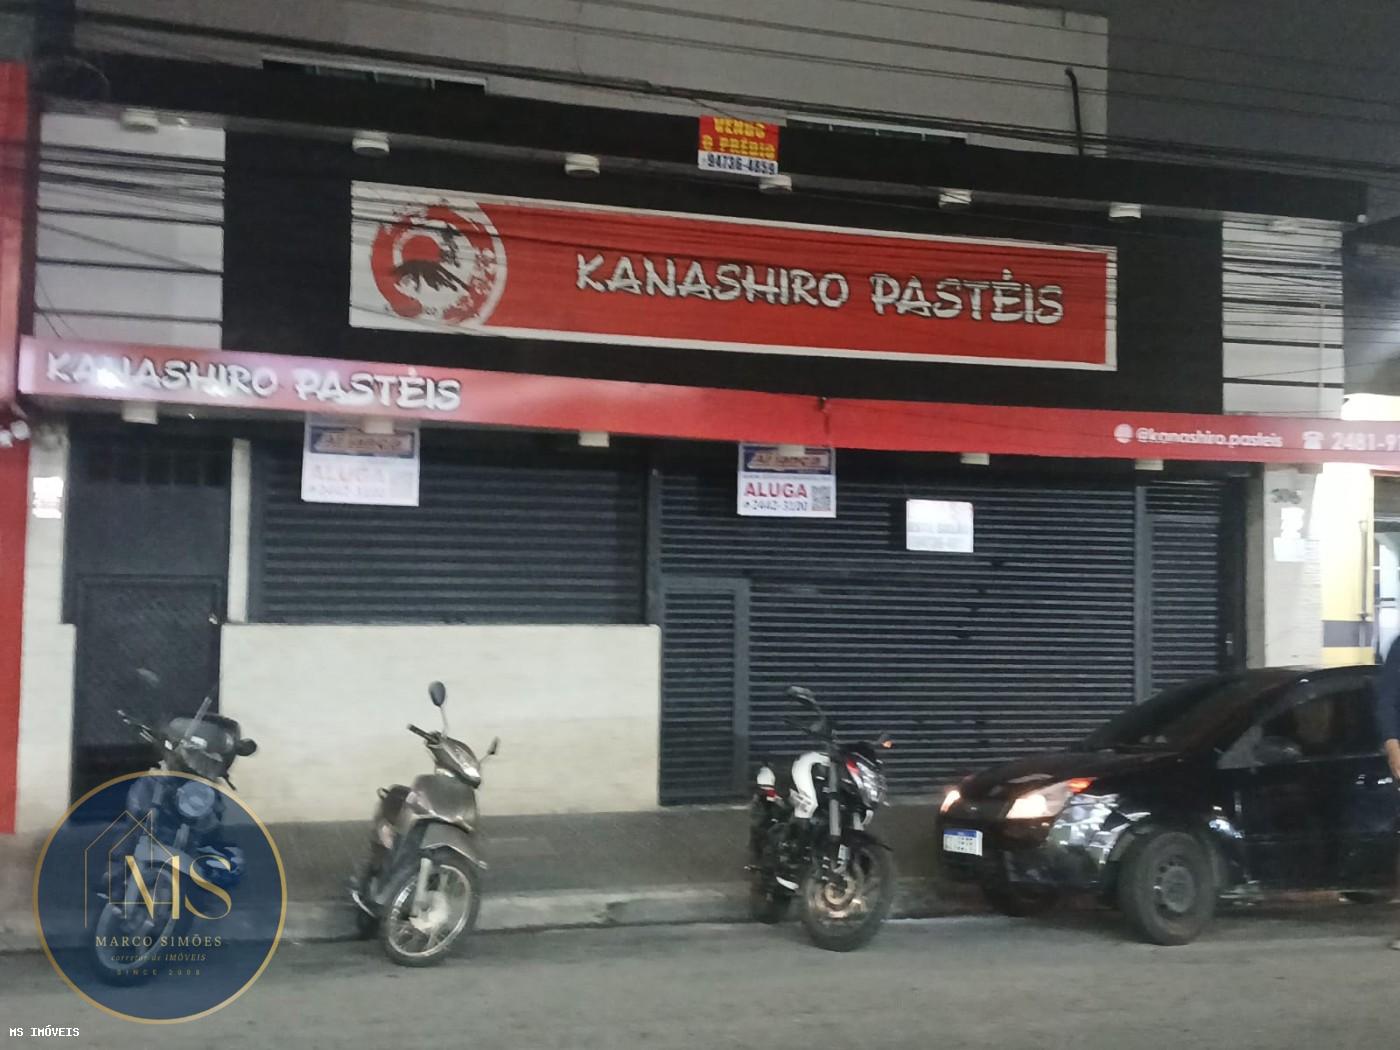 VENDO
O PRÉDIO
94736-4859
KANASHIRO PASTÉIS
KANASHIRO PASTÉIS
@kanashiro.pasteis
2481-9
ALUGA
ALUGA
2442-3100
MS
MARCO SIMÕES
corretor de IMÓVEIS
SINCE 2008
MS IMÓVEIS